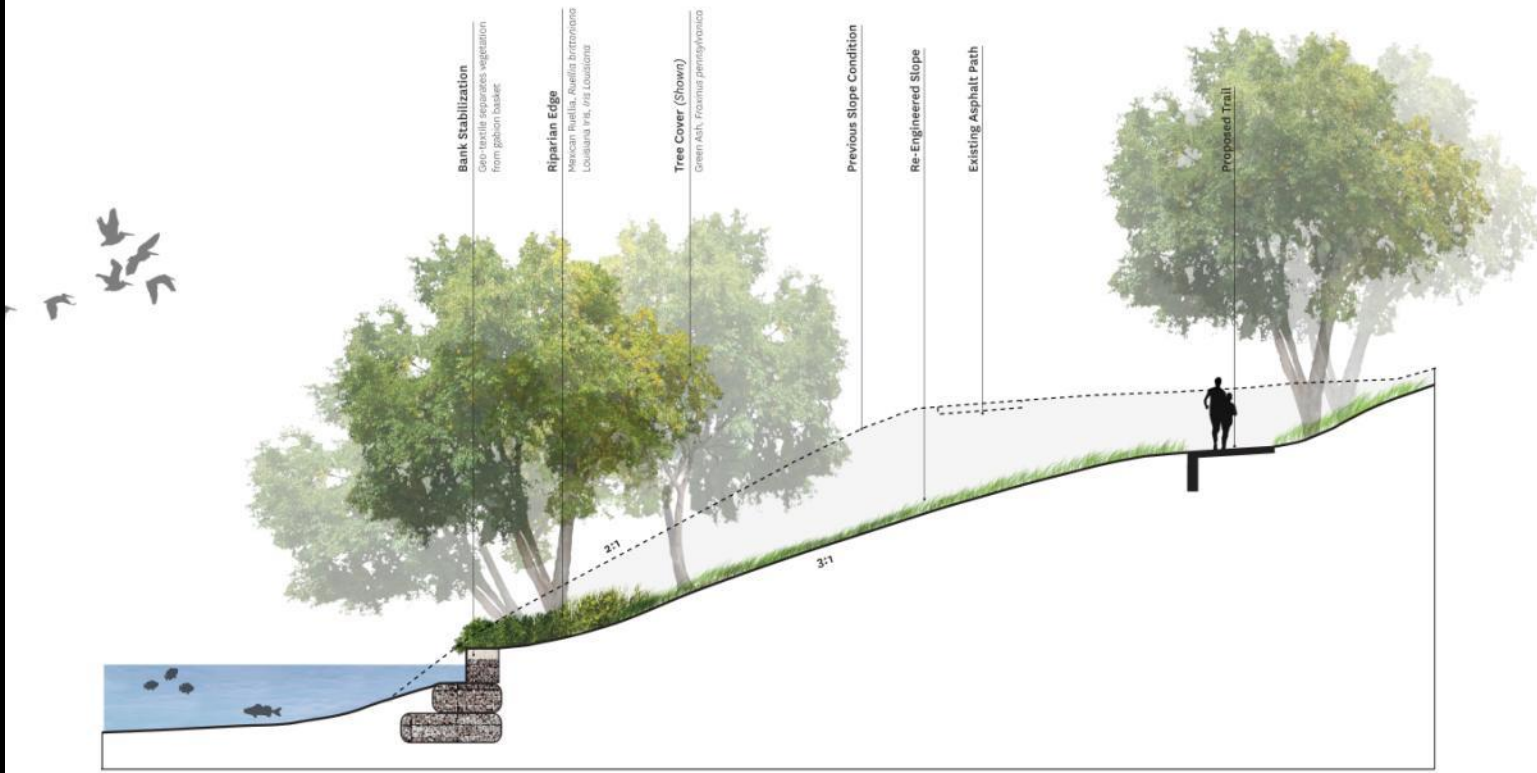 Bank Stabilization
Geo-textile separates vegetation
from gabion basket
Riparian Edge
Mexican Ruellia, Ruellia brittaniana
Louisiana Iris, Iris Louisiana
Tree Cover (Shown)
Green Ash, Fraxinus pennsylvanica
Previous Slope Condition
Re-Engineered Slope
Existing Asphalt Path
Proposed Trail
2:1
3:1